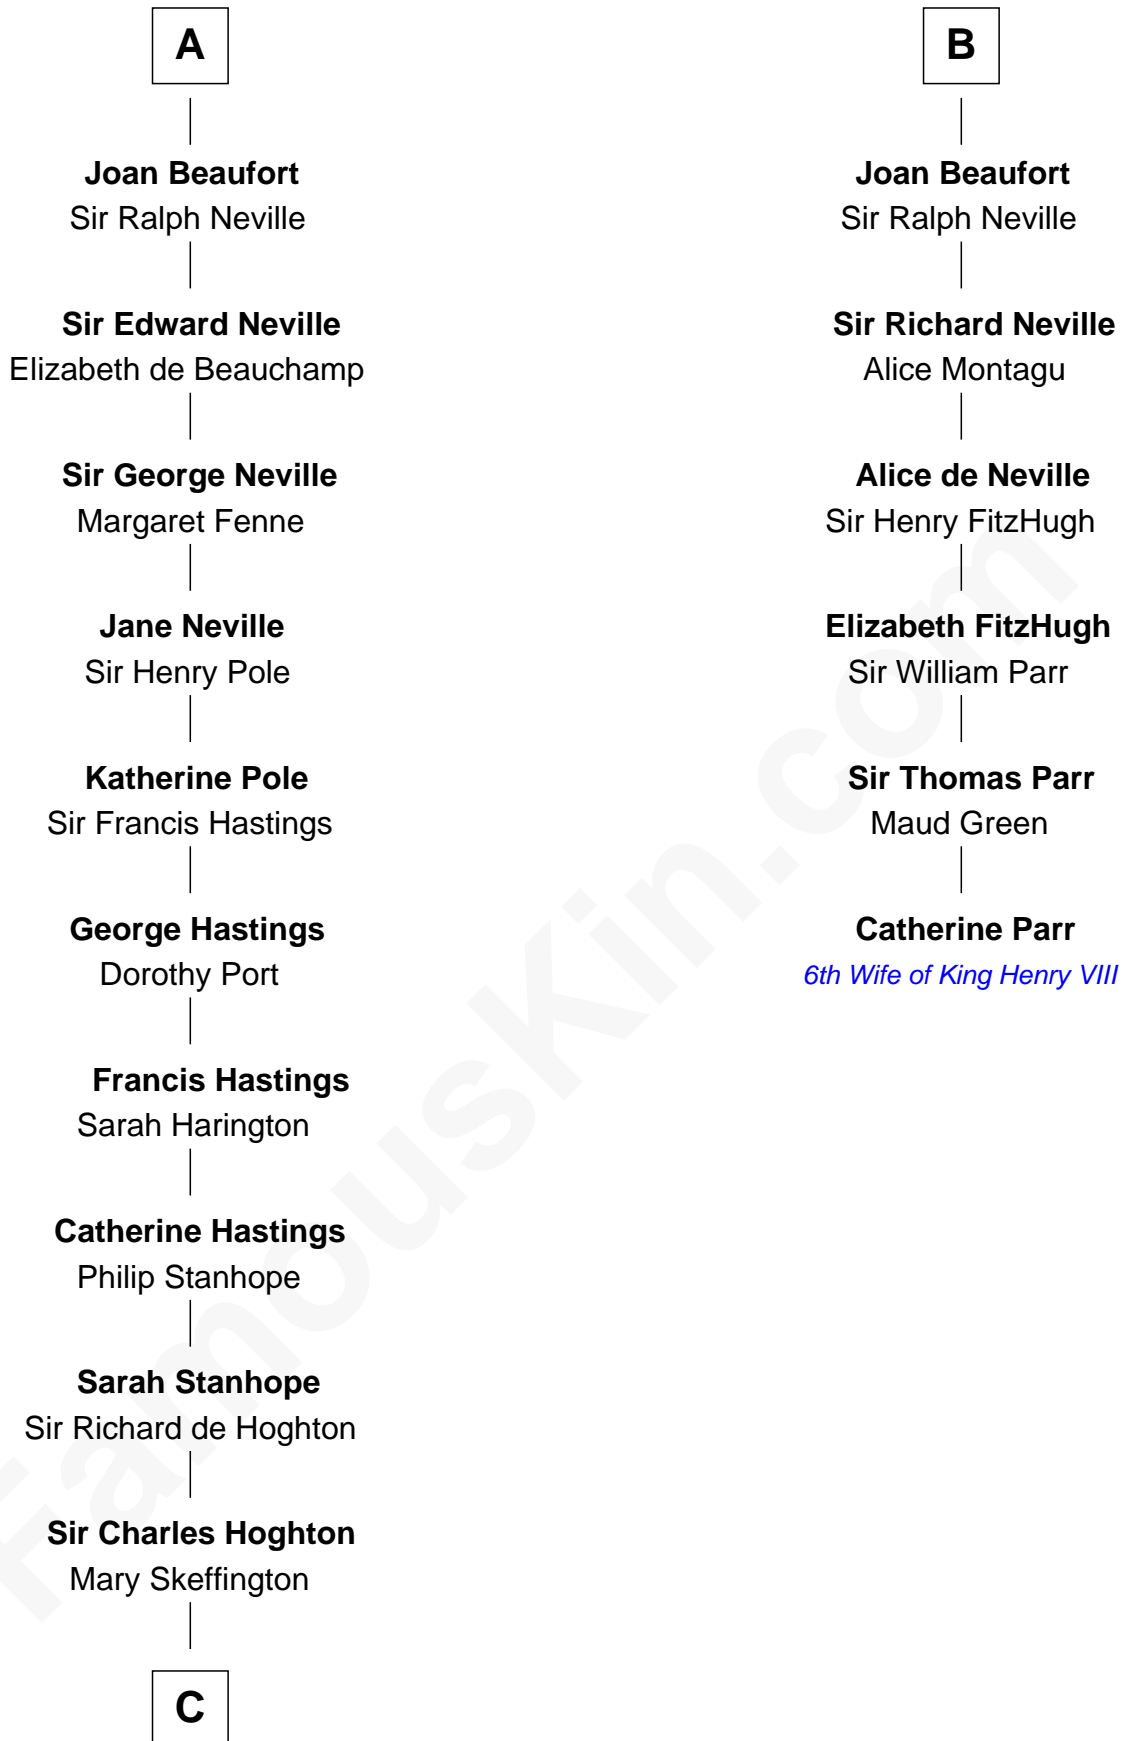 A
Joan Beaufort
Sir Ralph Neville
Sir Edward Neville
Elizabeth de Beauchamp
Sir George Neville
Margaret Fenne
Jane Neville
Sir Henry Pole
Katherine Pole
Sir Francis Hastings
George Hastings
Dorothy Port
Francis Hastings
Sarah Harington
Catherine Hastings
Philip Stanhope
Sarah Stanhope
Sir Richard de Hoghton
Sir Charles Hoghton
Mary Skeffington
C
B
Joan Beaufort
Sir Ralph Neville
Sir Richard Neville
Alice Montagu
Alice de Neville
Sir Henry FitzHugh
Elizabeth FitzHugh
Sir William Parr
Sir Thomas Parr
Maud Green
Catherine Parr
6th Wife of King Henry VIII
FamousKin.com